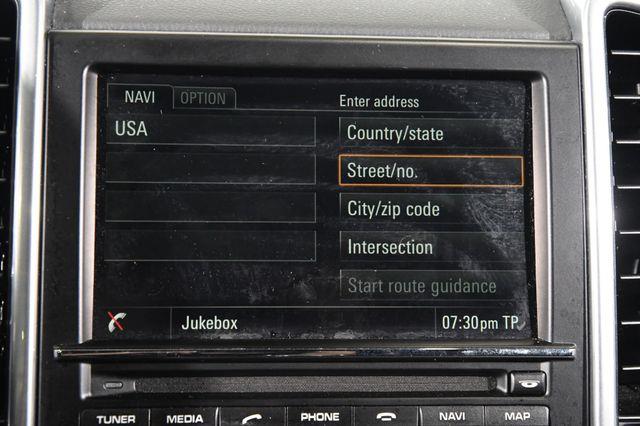 NAVI OPTION
Enter address
USA
Country/state
Street/no.
City/zip code
Intersection
Start route guidance
Jukebox 07:30pm TP
TUNER MEDIA PHONE NAVI MAP